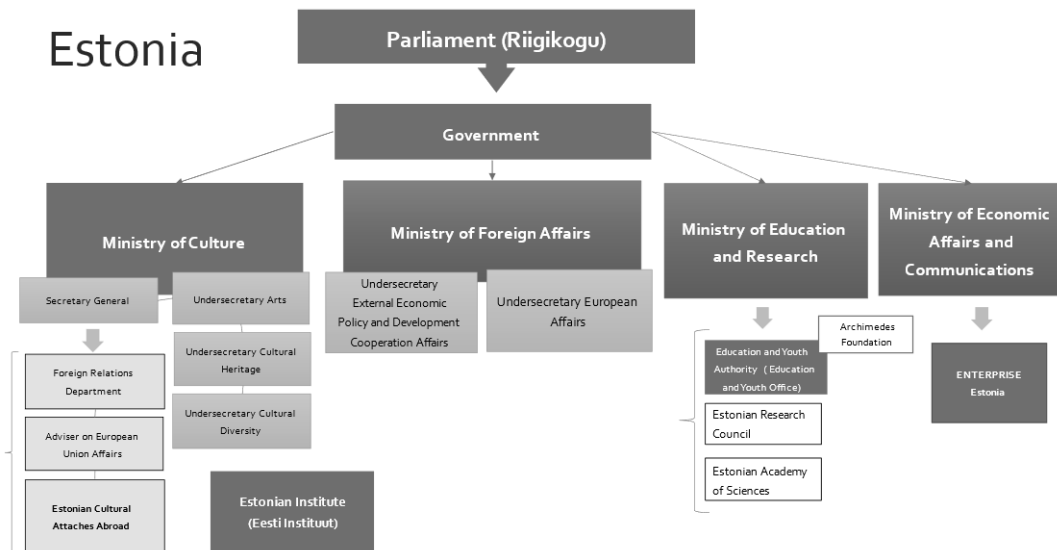 Estonia
Parliament (Riigikogu)
Government
Ministry of Culture
Ministry of Foreign Affairs
Ministry of Education
and Research
Ministry of Economic
Affairs and
Communications
Secretary General
Undersecretary Arts
Undersecretary
External Economic
Policy and Development
Cooperation Affairs
Undersecretary European
Affairs
Archimedes
Foundation
Undersecretary Cultural
Heritage
Education and Youth
Authority ( Education
and Youth Office)
ENTERPRISE
Estonia
Foreign Relations
Department
Undersecretary Cultural
Diversity
Estonian Research
Council
Adviser on European
Union Affairs
Estonian Academy
of Sciences
Estonian Cultural
Attaches Abroad
Estonian Institute
(Eesti Instituut)